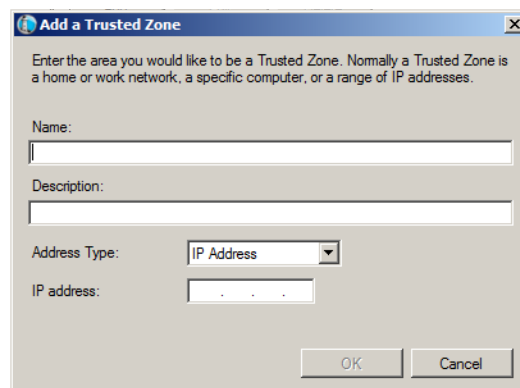 Add a Trusted Zone
Enter the area you would like to be a Trusted Zone. Normally a Trusted Zone is
a home or work network, a specific computer, or a range of IP addresses.
Name:
Description:
Address Type:
IP Address
IP address:
. . .
OK
Cancel